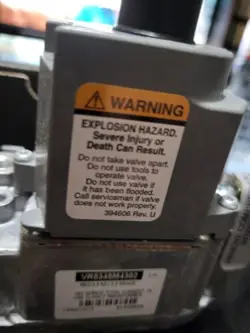 WARNING
EXPLOSION HAZARD.
Severe Injury or
Death Can Result.
Do not take valve apart.
Do not use tools to
operate valve.
Do not use valve if
it has been flooded.
Call serviceman if valve
does not work properly.
394606 Rev. U
VR8345M4302